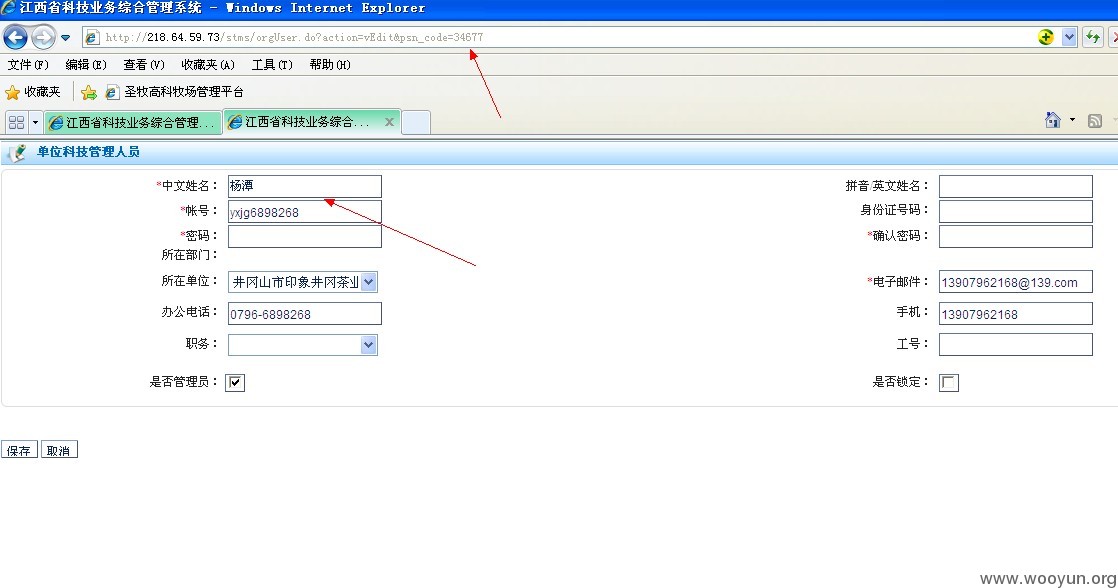 江西省科技业务综合管理系统 - Windows Internet Explorer
http://218.64.59.73/stms/orgUser.do?action=vEdit&psn_code=34677
文件(F) 编辑(E) 查看(V) 收藏夹(A) 工具(T) 帮助(H)
收藏夹 圣牧高科牧场管理平台
江西省科技业务综合管理... 江西省科技业务综合...
单位科技管理人员
*中文姓名： 杨潭 拼音/英文姓名：
*帐号： yxjg6898268 身份证号码：
*密码： *确认密码：
所在部门：
所在单位： 井冈山市印象井冈茶业 *电子邮件： 13907962168@139.com
办公电话： 0796-6898268 手机： 13907962168
职务： 工号：
是否管理员： 是否锁定：
保存 取消
www.wooyun.org